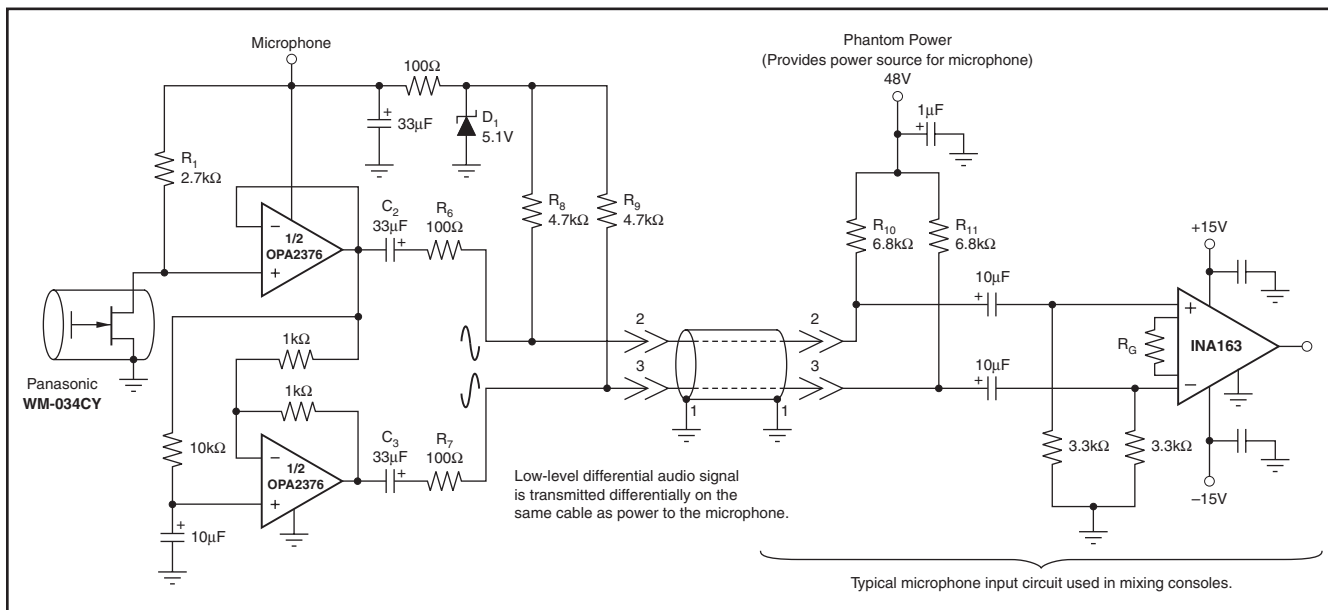 Microphone
100Ω
Phantom Power
(Provides power source for microphone)
48V
+
33μF
D1
5.1V
+
1μF
R1
2.7kΩ
R8
4.7kΩ
R9
4.7kΩ
R10
6.8kΩ
R11
6.8kΩ
C2
33μF
+
R6
100Ω
−
1/2
OPA2376
+
+15V
10μF
+
2
2
+
RG
INA163
−
Panasonic
WM-034CY
1kΩ
1kΩ
3
3
10μF
+
1
1
10kΩ
−
1/2
OPA2376
+
C3
33μF
+
R7
100Ω
3.3kΩ
3.3kΩ
–15V
+
10μF
Low-level differential audio signal
is transmitted differentially on the
same cable as power to the microphone.
Typical microphone input circuit used in mixing consoles.